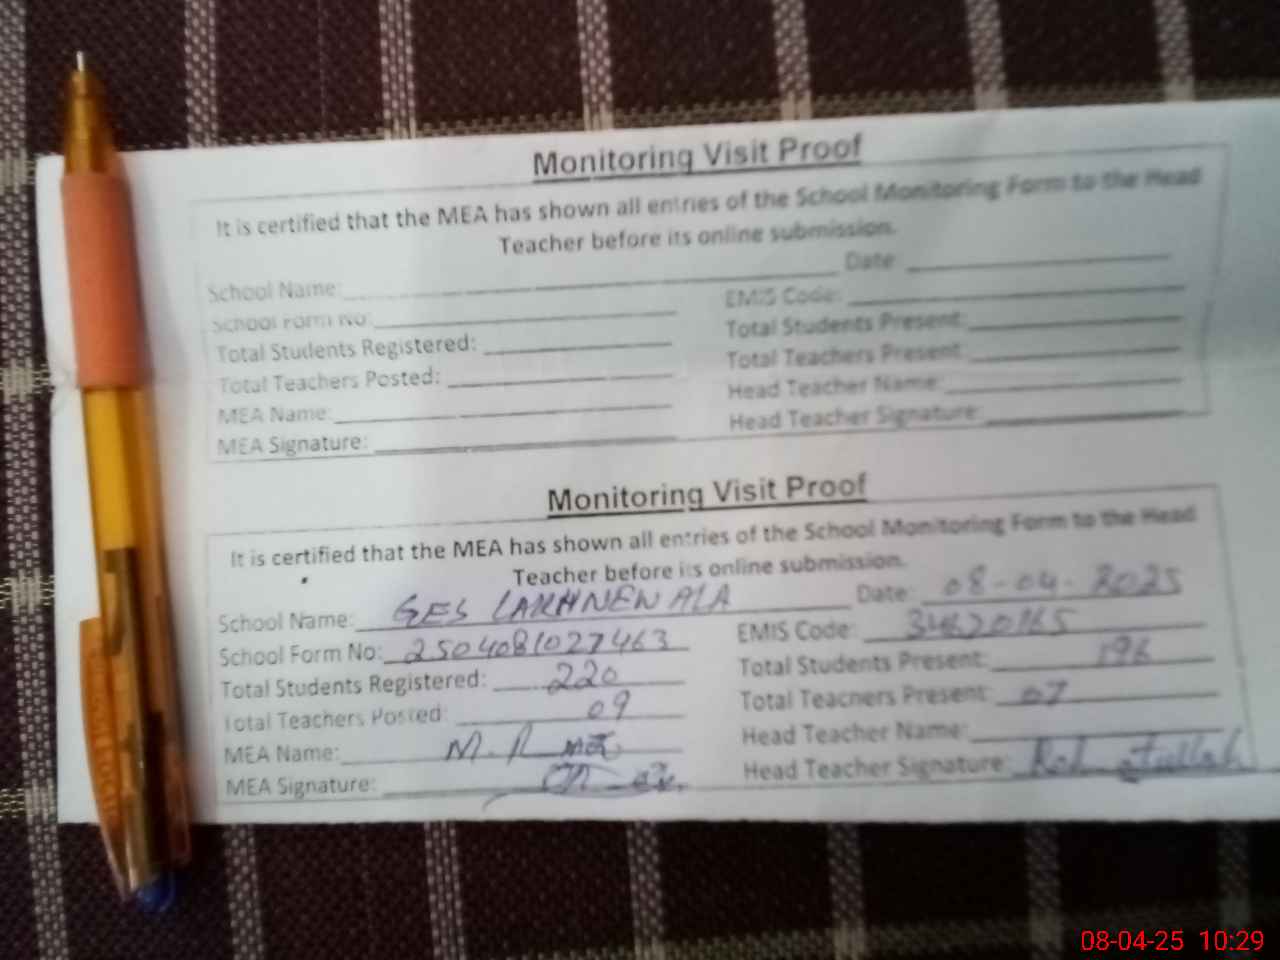 Monitoring Visit Proof
It is certified that the MEA has shown all entries of the School Monitoring Form to the Head
Teacher before its online submission.
School Name: Date:
School Form No: EMIS Code:
Total Students Registered: Total Students Present:
Total Teachers Posted: Total Teachers Present:
MEA Name: Head Teacher Name:
MEA Signature: Head Teacher Signature:
Monitoring Visit Proof
It is certified that the MEA has shown all entries of the School Monitoring Form to the Head
Teacher before its online submission.
School Name: GES LAKHNEWALA Date: 08-04-2025
School Form No: 2504081027463 EMIS Code:
Total Students Registered: 220 Total Students Present: 196
Total Teachers Posted: 09 Total Teachers Present: 07
MEA Name: M. Head Teacher Name:
MEA Signature: Head Teacher Signature:
08-04-25 10:29